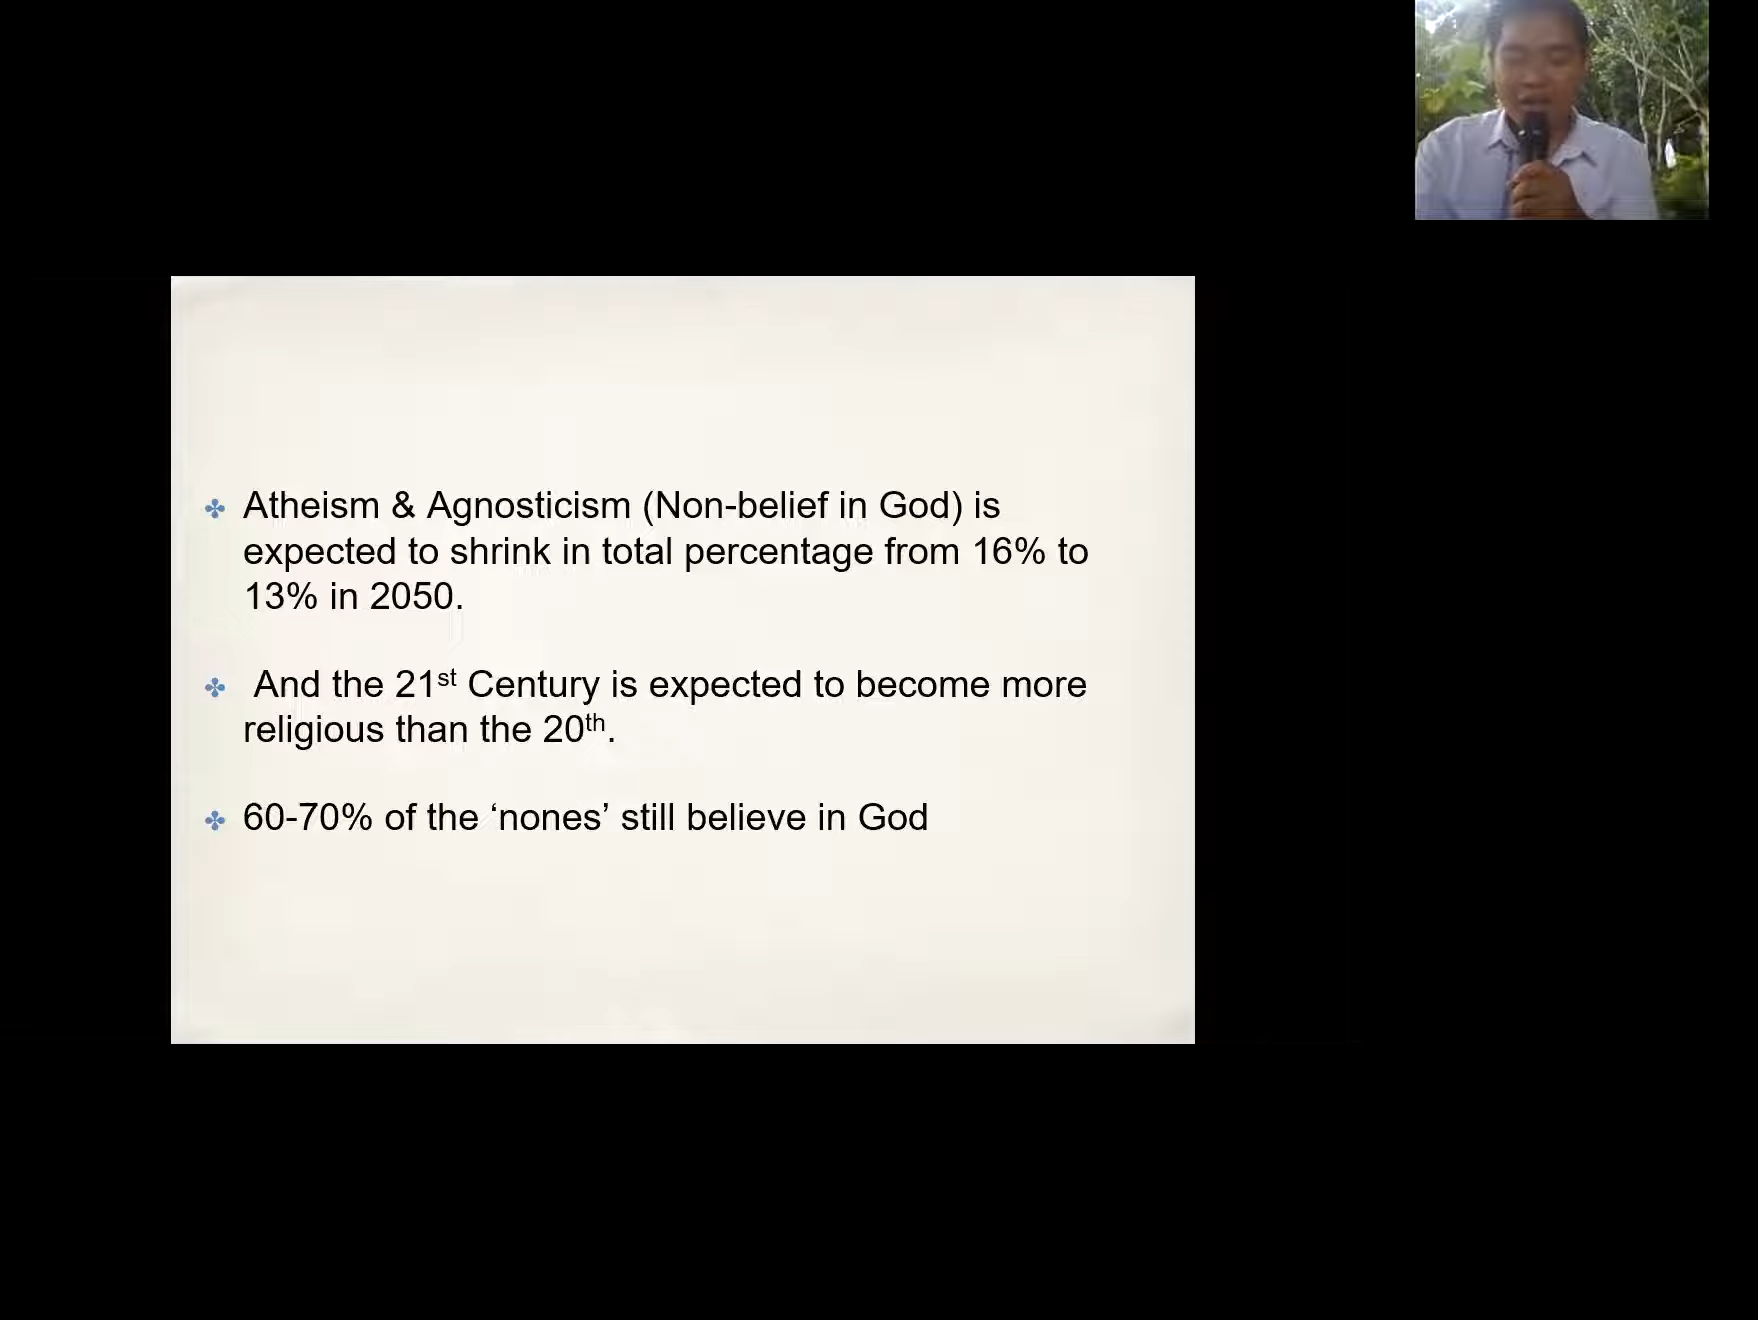 Atheism & Agnosticism (Non-belief in God) is
expected to shrink in total percentage from 16% to
13% in 2050.
And the 21st Century is expected to become more
religious than the 20th.
60-70% of the ‘nones’ still believe in God